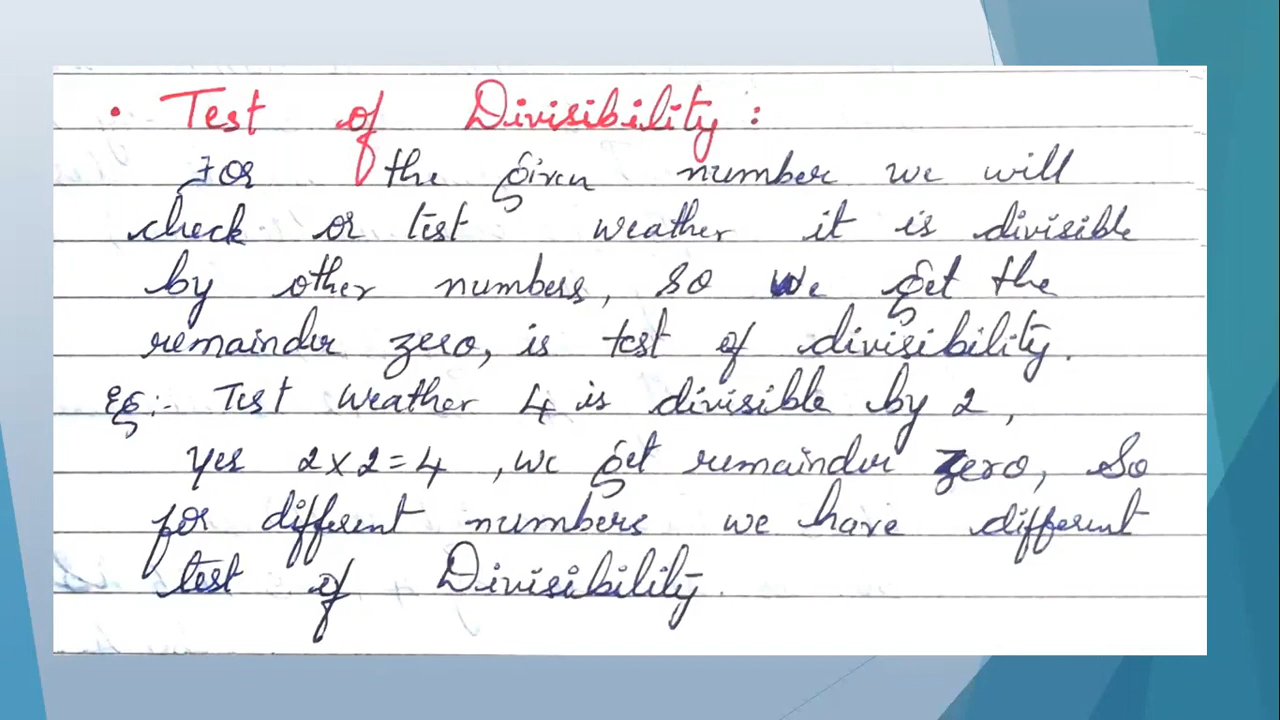 • Test of Divisibility:
For the given number we will
check or test weather it is divisible
by other numbers, so we get the
remainder zero, is test of divisibility.
Eg:- Test weather 4 is divisible by 2,
yes 2x2=4, we get remainder zero, So
for different numbers we have different
test of Divisibility.